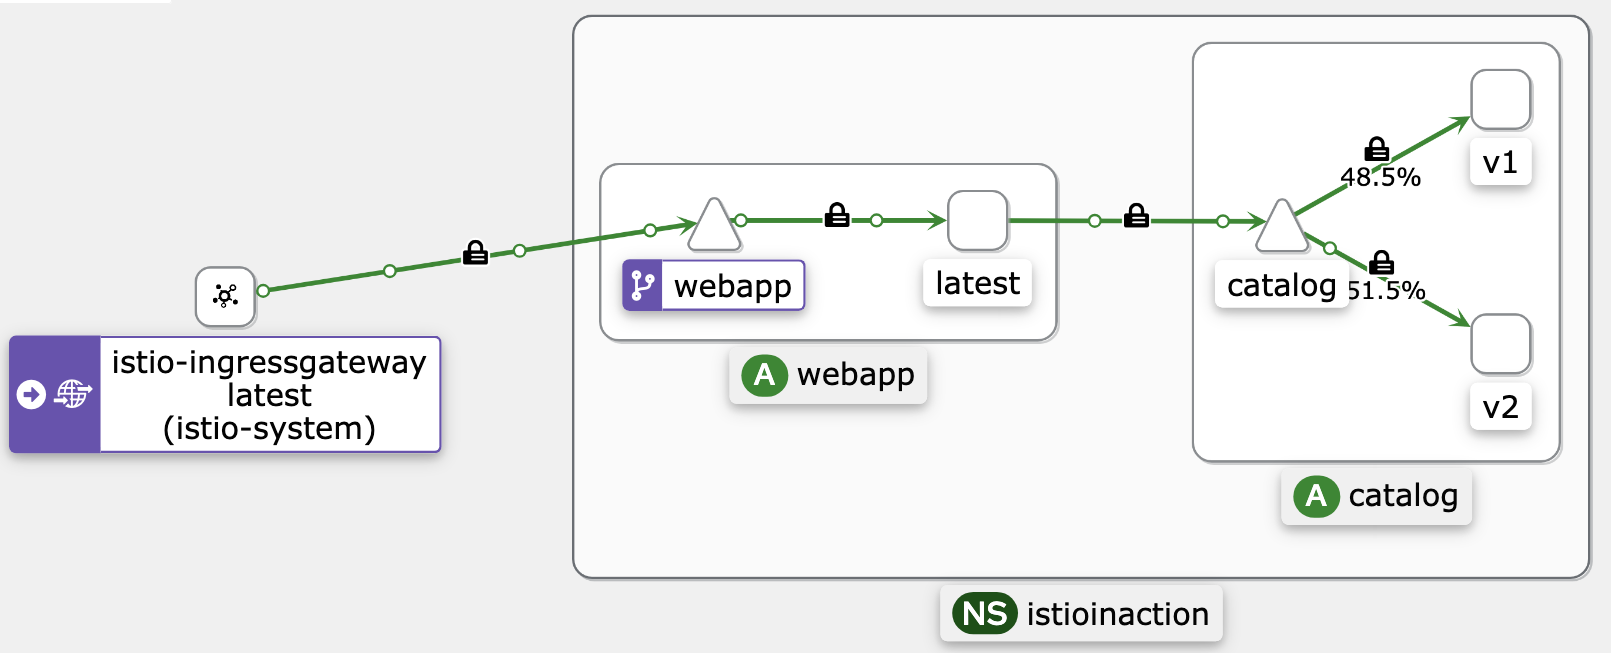 istio-ingressgateway
latest
(istio-system)
webapp
latest
A webapp
catalog
48.5%
51.5%
v1
v2
A catalog
NS istioinaction